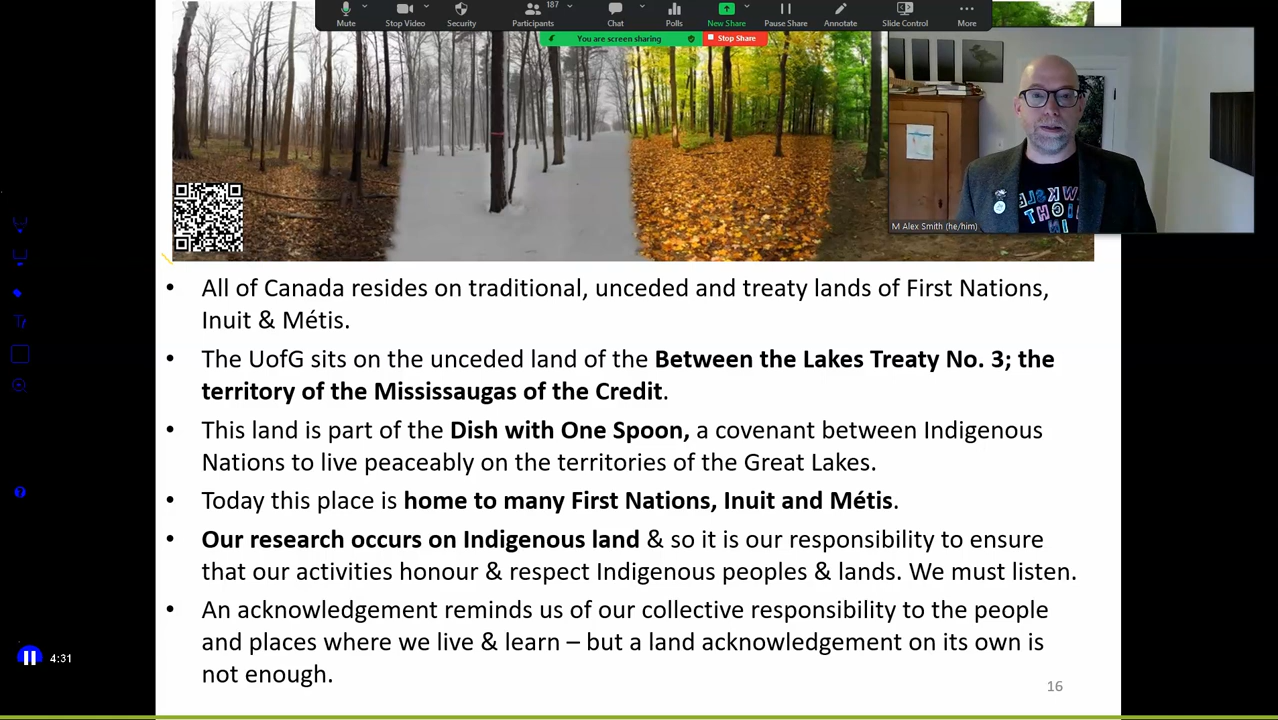 187
Mute
Stop Video
Security
Participants
Chat
Polls
New Share
Pause Share
Annotate
Slide Control
More
You are screen sharing
Stop Share
M Alex Smith (he/him)
• All of Canada resides on traditional, unceded and treaty lands of First Nations,
Inuit & Métis.
• The UofG sits on the unceded land of the Between the Lakes Treaty No. 3; the
territory of the Mississaugas of the Credit.
• This land is part of the Dish with One Spoon, a covenant between Indigenous
Nations to live peaceably on the territories of the Great Lakes.
• Today this place is home to many First Nations, Inuit and Métis.
• Our research occurs on Indigenous land & so it is our responsibility to ensure
that our activities honour & respect Indigenous peoples & lands. We must listen.
• An acknowledgement reminds us of our collective responsibility to the people
and places where we live & learn – but a land acknowledgement on its own is
not enough.
4:31
16